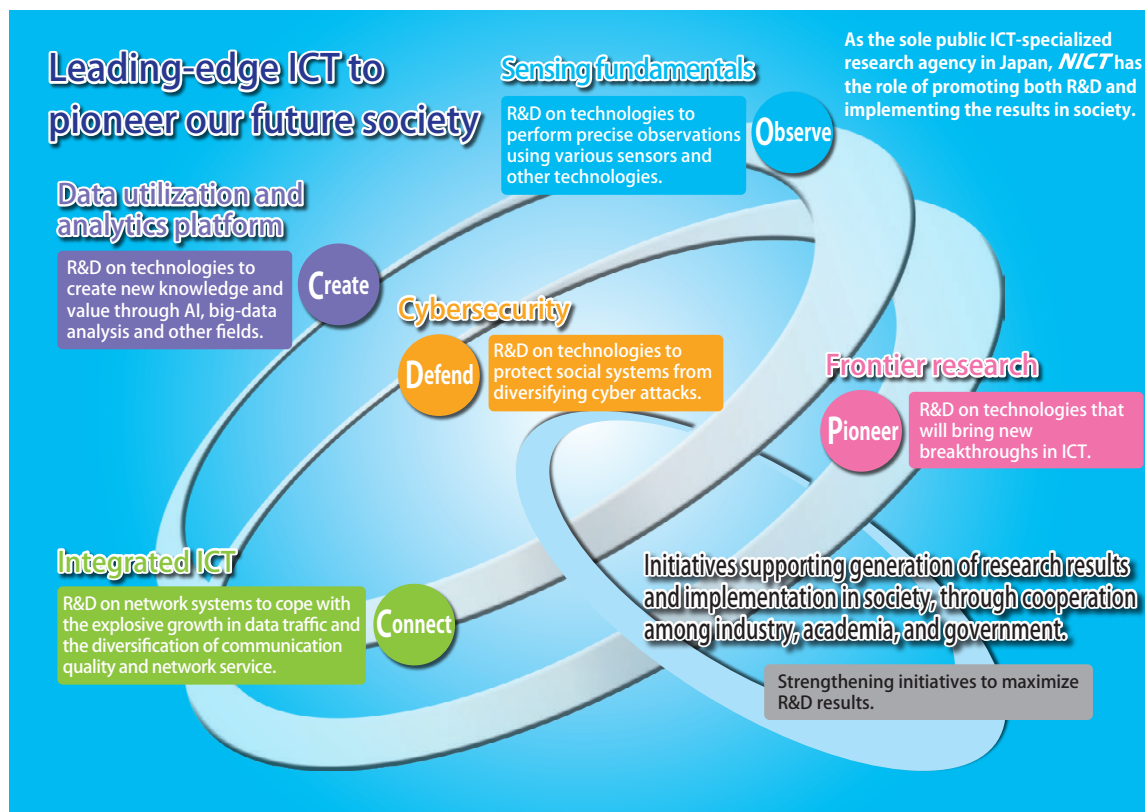 Leading-edge ICT to
pioneer our future society
As the sole public ICT-specialized
research agency in Japan, NICT has
the role of promoting both R&D and
implementing the results in society.
Sensing fundamentals
R&D on technologies to
perform precise observations
using various sensors and
other technologies.
Observe
Data utilization and
analytics platform
R&D on technologies to
create new knowledge and
value through AI, big-data
analysis and other fields.
Create
Cybersecurity
Defend
R&D on technologies to
protect social systems from
diversifying cyber attacks.
Frontier research
Pioneer
R&D on technologies that
will bring new
breakthroughs in ICT.
Integrated ICT
R&D on network systems to cope with
the explosive growth in data traffic and
the diversification of communication
quality and network service.
Connect
Initiatives supporting generation of research results
and implementation in society, through cooperation
among industry, academia, and government.
Strengthening initiatives to maximize
R&D results.